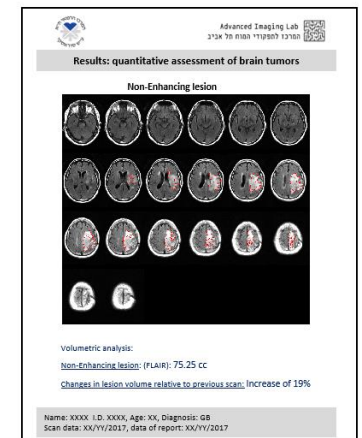 Advanced Imaging Lab
המרכז לתפקודי המוח תל אביב
Results: quantitative assessment of brain tumors
Non-Enhancing lesion
Volumetric analysis:
Non-Enhancing lesion: (FLAIR): 75.25 cc
Changes in lesion volume relative to previous scan: Increase of 19%
Name: XXXX I.D. XXXX, Age: XX, Diagnosis: GB
Scan data: XX/YY/2017, data of report: XX/YY/2017